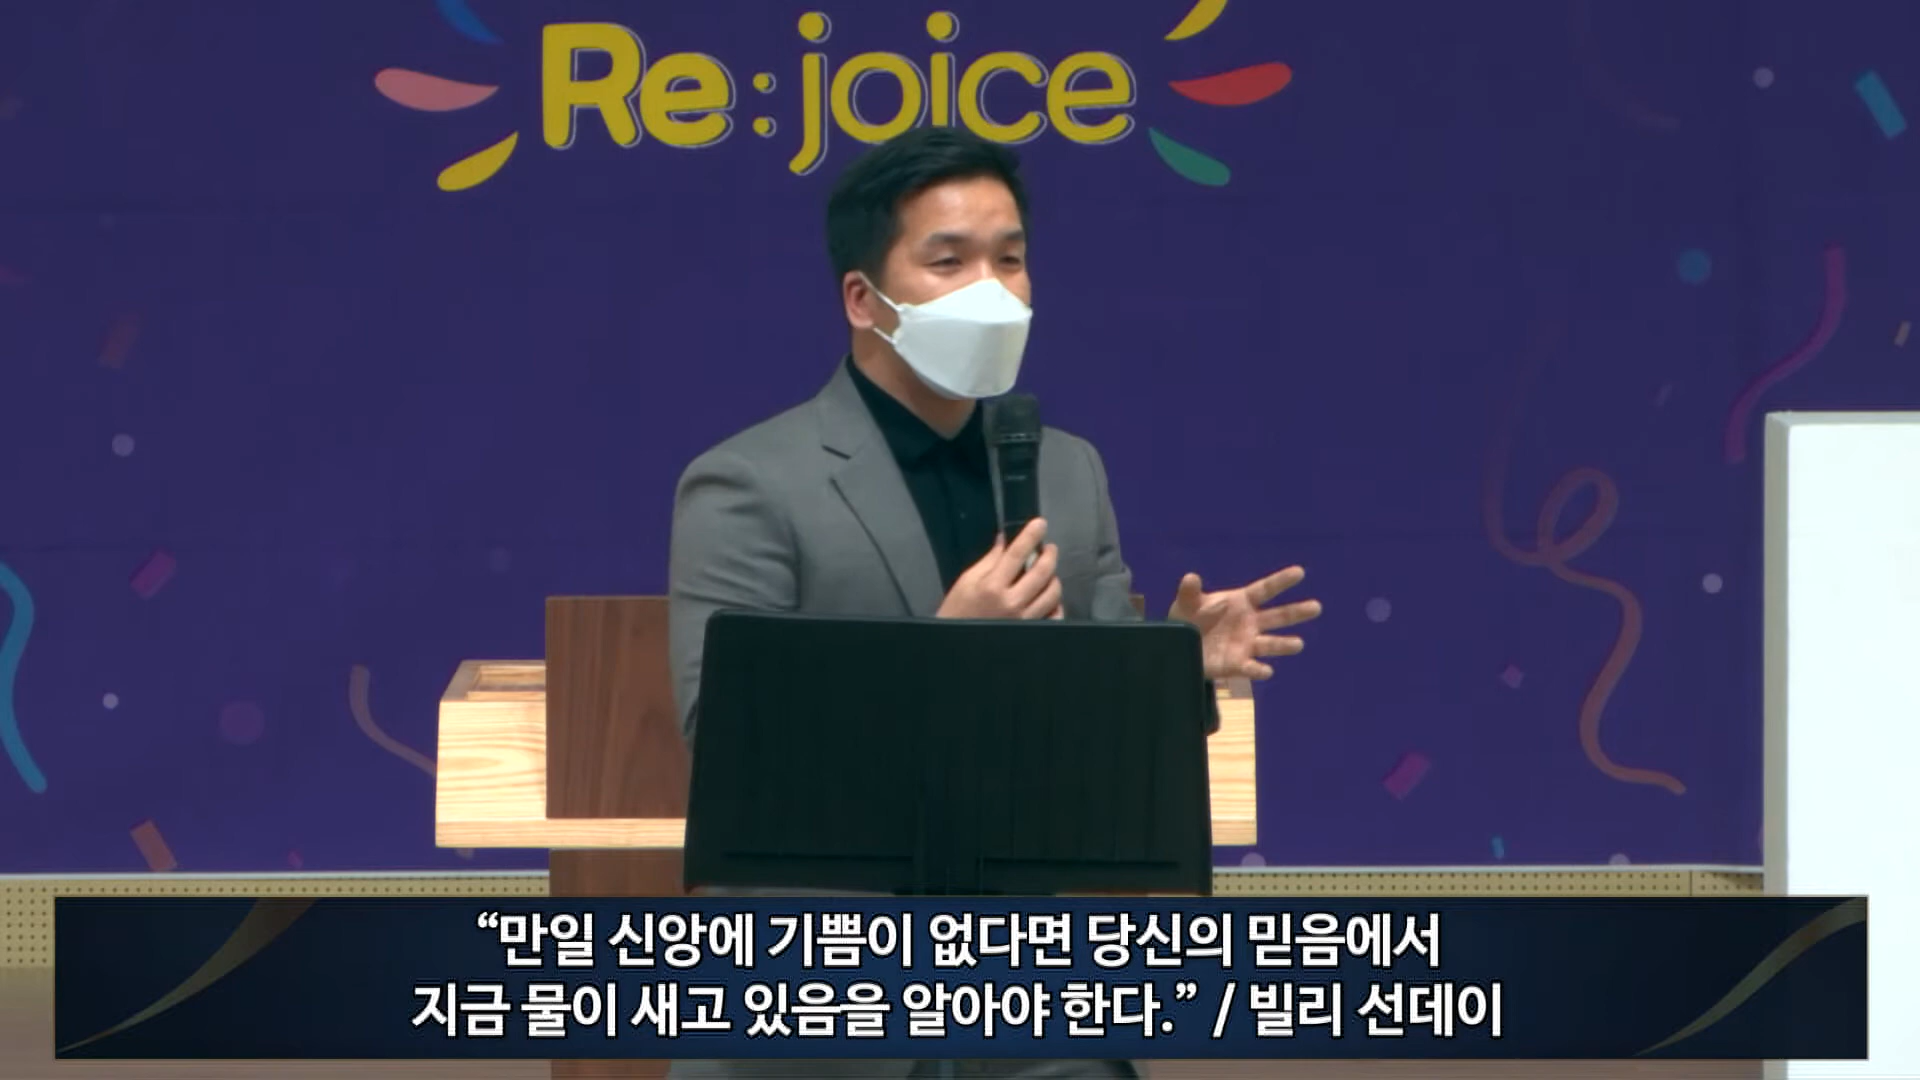 Re:joice
“만일 신앙에 기쁨이 없다면 당신의 믿음에서
지금 물이 새고 있음을 알아야 한다.” / 빌리 선데이